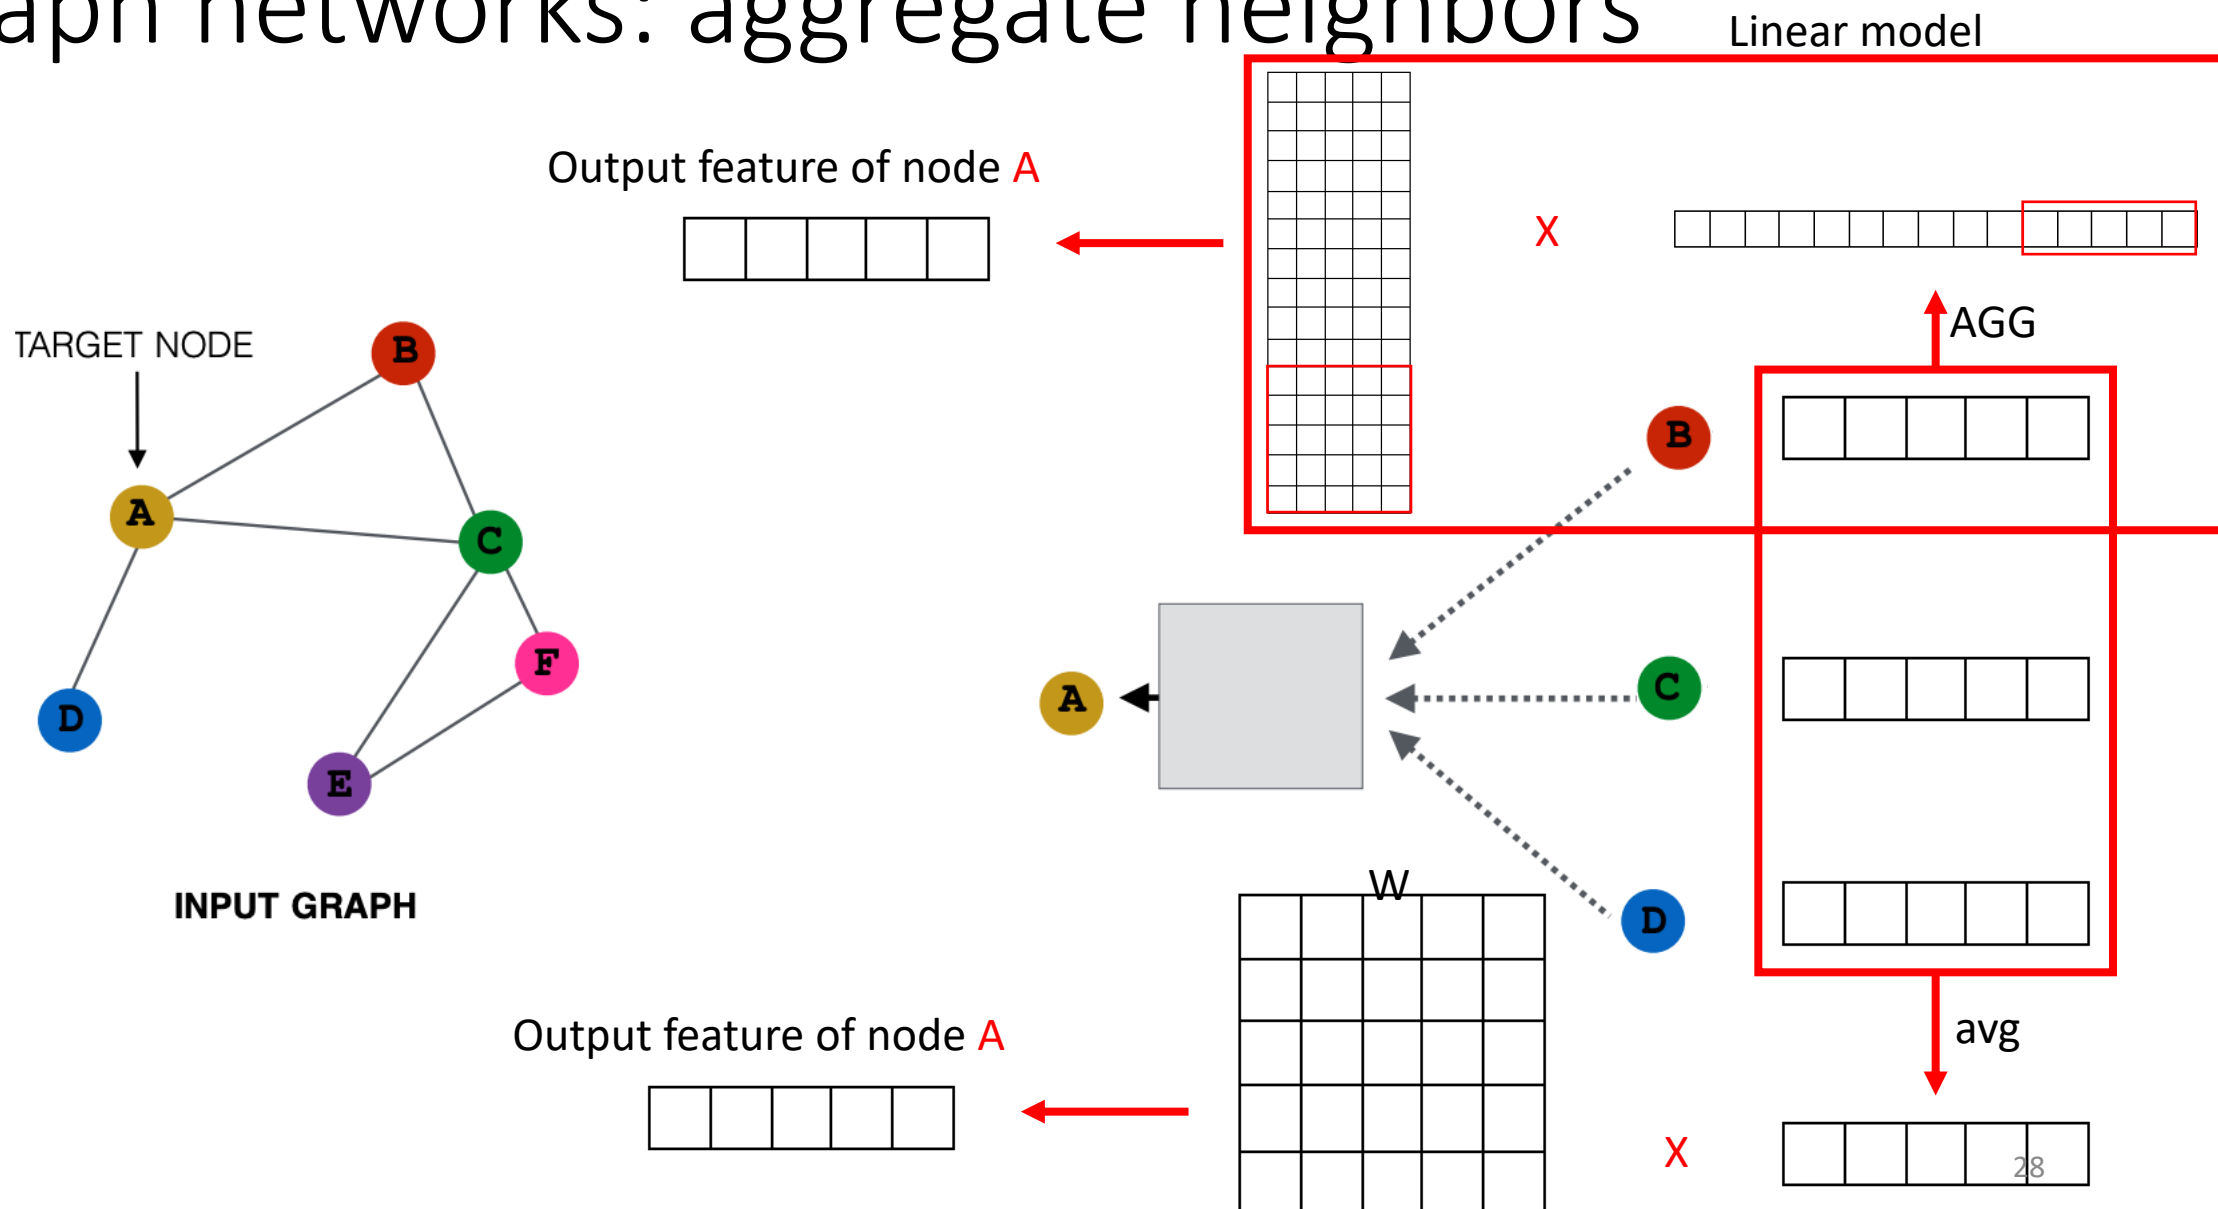 aph networks: aggregate neighbors
Linear model
Output feature of node A
X
AGG
TARGET NODE
B
A
C
D
F
E
INPUT GRAPH
B
A
C
D
W
avg
Output feature of node A
X
28